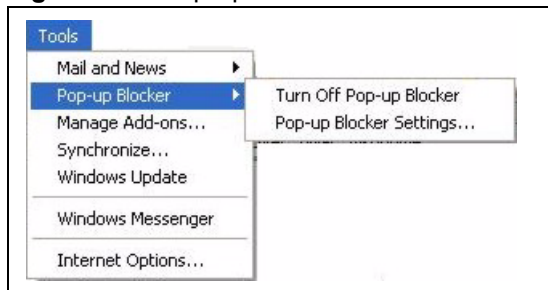 Tools
Mail and News
Pop-up Blocker
Turn Off Pop-up Blocker
Manage Add-ons...
Pop-up Blocker Settings...
Synchronize...
Windows Update
Windows Messenger
Internet Options...